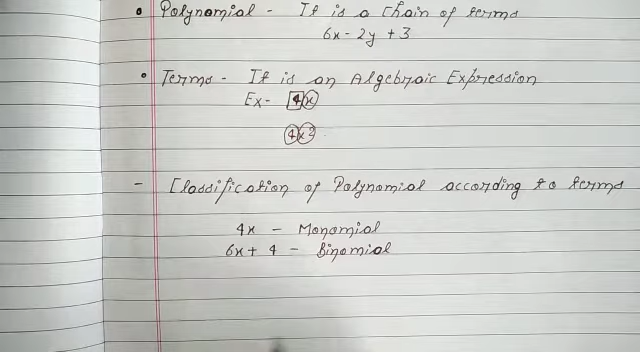 • Polynomial - It is a Chain of terms
6x - 2y + 3
• Terms - It is an Algebraic Expression
Ex- 4x
4x²
- Classification of Polynomial according to terms
4x - Monomial
6x + 4 - Binomial